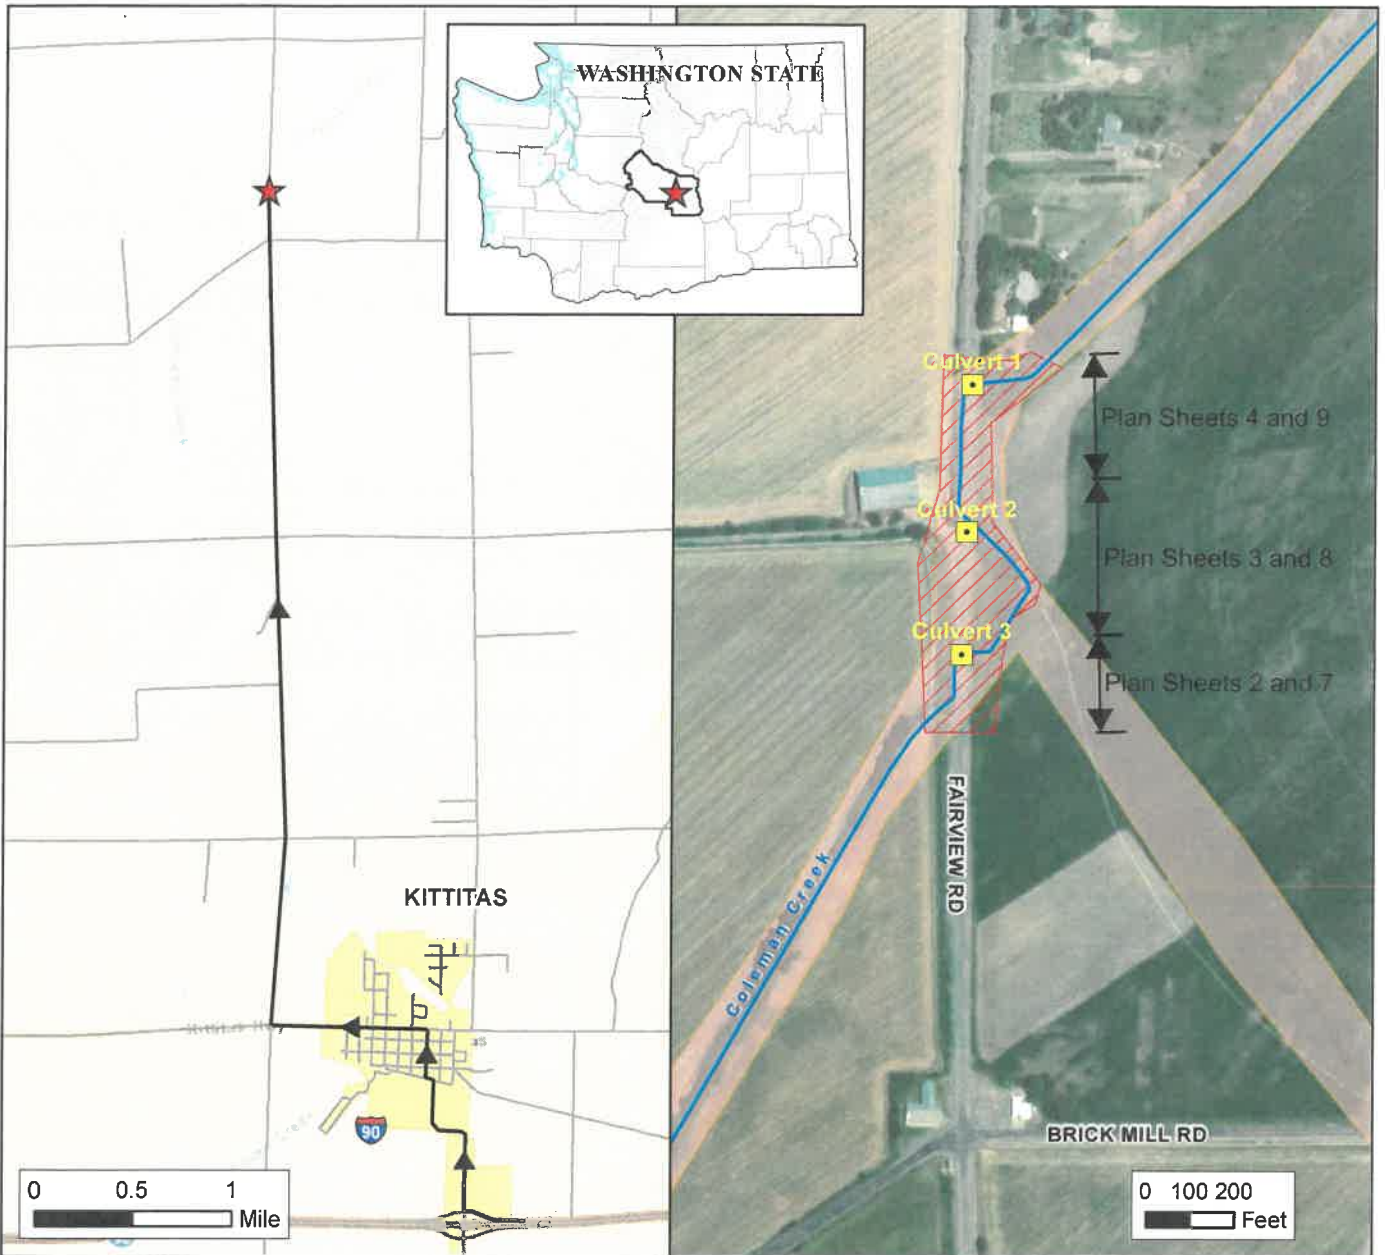 WASHINGTON STATE
Culvert 1
Plan Sheets 4 and 9
Culvert 2
Plan Sheets 3 and 8
Culvert 3
Plan Sheets 2 and 7
FAIRVIEW RD
Coleman Creek
KITTITAS
90
BRICK MILL RD
0 0.5 1
Mile
0 100 200
Feet